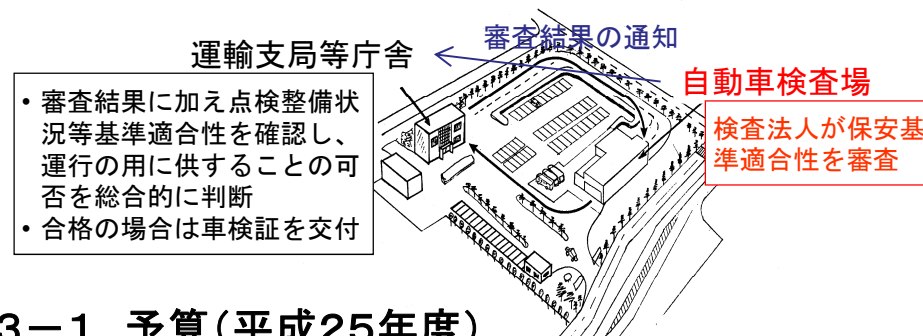 審査結果の通知
運輸支局等庁舎
自動車検査場
・審査結果に加え点検整備状
況等基準適合性を確認し、
運行の用に供することの可
否を総合的に判断
・合格の場合は車検証を交付
検査法人が保安基
準適合性を審査
3－1 予算(平成25年度)